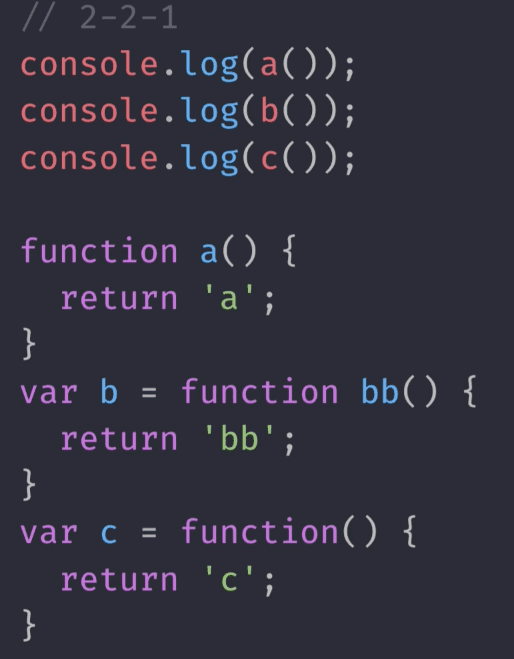 // 2-2-1
console.log(a());
console.log(b());
console.log(c());

function a() {
  return 'a';
}
var b = function bb() {
  return 'bb';
}
var c = function() {
  return 'c';
}